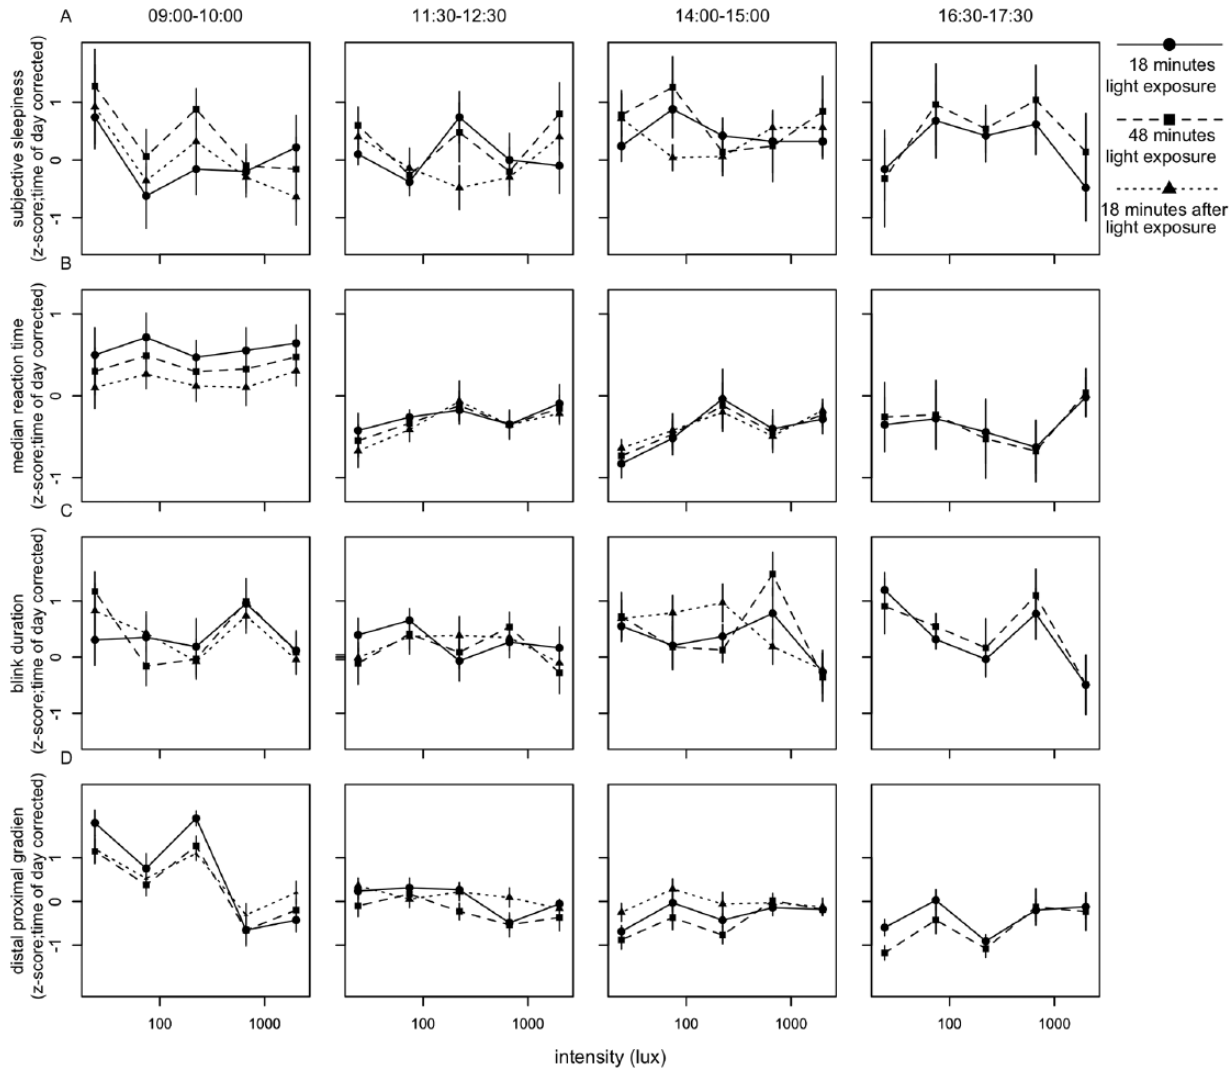 A
09:00-10:00 11:30-12:30 14:00-15:00 16:30-17:30
subjective sleepiness
(z-score;time of day corrected)
1
0
-1
18 minutes
light exposure
48 minutes
light exposure
18 minutes after
light exposure
B
median reaction time
(z-score;time of day corrected)
1
0
-1
C
blink duration
(z-score;time of day corrected)
1
0
-1
D
distal proximal gradien
(z-score;time of day corrected)
1
0
-1
100 1000 100 1000 100 1000
intensity (lux)